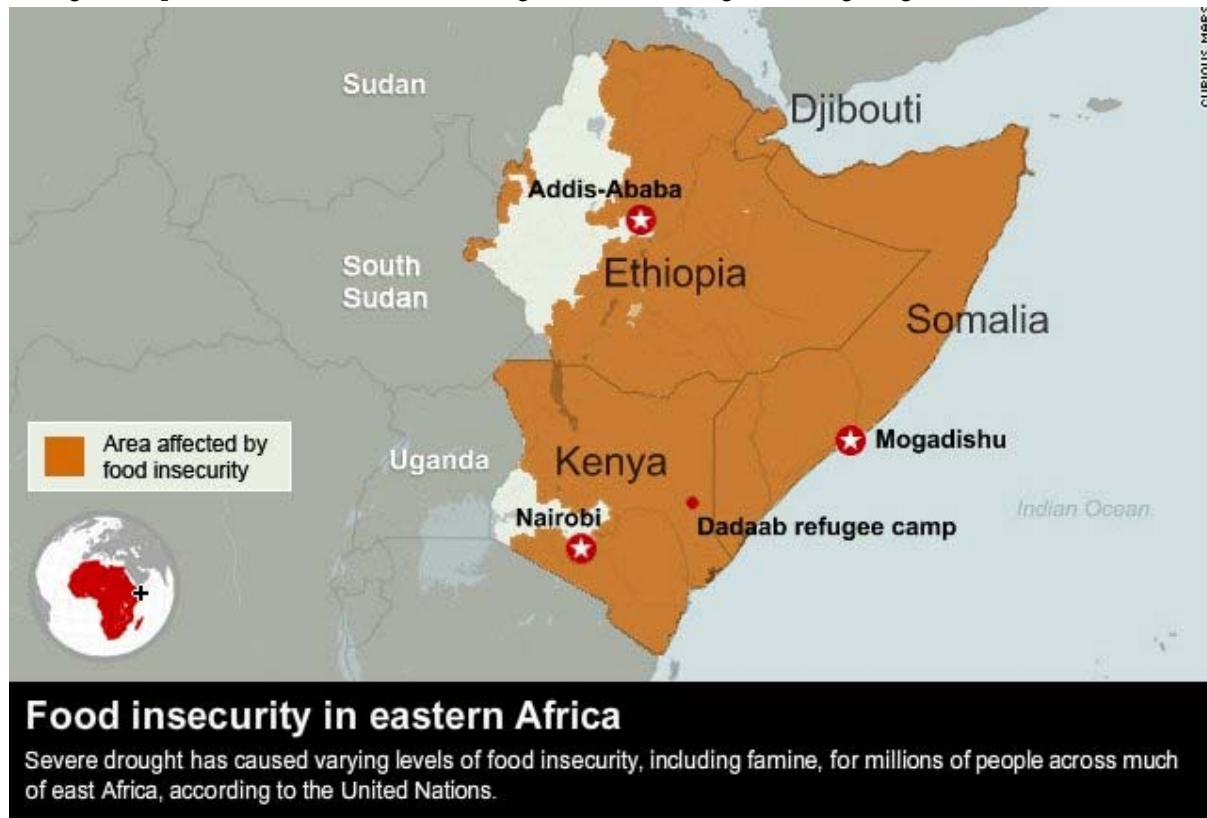 CURIOUS MAPS
Sudan
Djibouti
Addis-Ababa
South
Sudan
Ethiopia
Somalia
Area affected by
food insecurity
Uganda
Kenya
Mogadishu
Nairobi
Dadaab refugee camp
Indian Ocean
Food insecurity in eastern Africa
Severe drought has caused varying levels of food insecurity, including famine, for millions of people across much
of east Africa, according to the United Nations.